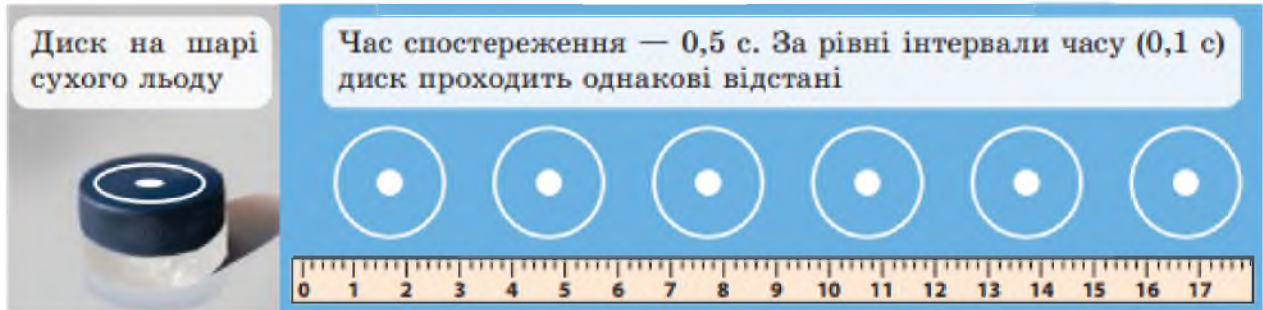 Диск на шарі
сухого льоду
Час спостереження — 0,5 с. За рівні інтервали часу (0,1 с)
диск проходить однакові відстані
0 1 2 3 4 5 6 7 8 9 10 11 12 13 14 15 16 17